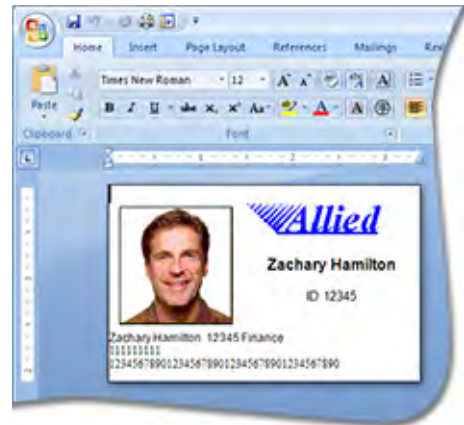 Home Insert Page Layout References Mailings
Times New Roman 12
Paste
Clipboard Font
Allied
Zachary Hamilton
ID 12345
Zachary Hamilton 12345 Finance
1234567890123456789012345678901234567890